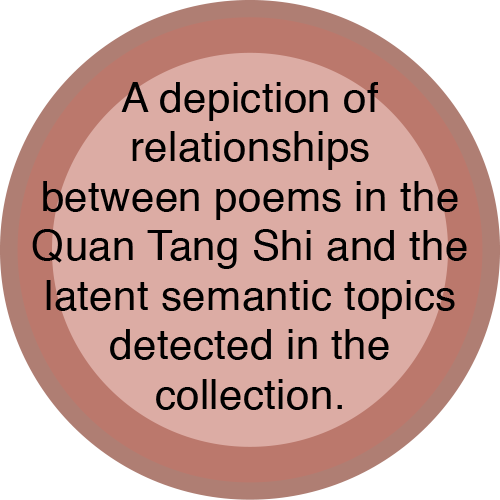 A depiction of
relationships
between poems in the
Quan Tang Shi and the
latent semantic topics
detected in the
collection.